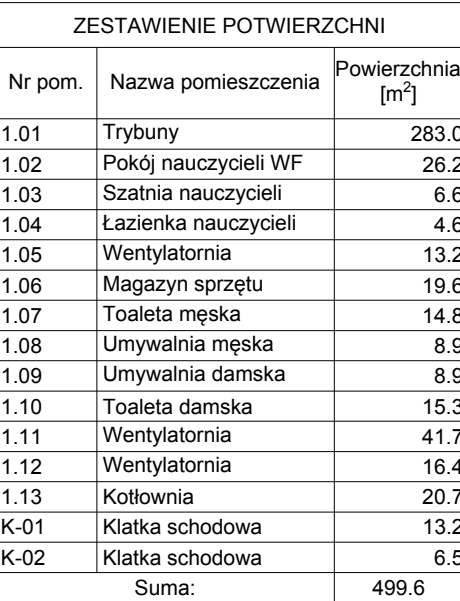 ZESTAWIENIE POTWIERZCHNI
Nr pom. Nazwa pomieszczenia Powierzchnia [m²]
1.01 Trybuny 283.0
1.02 Pokój nauczycieli WF 26.2
1.03 Szatnia nauczycieli 6.6
1.04 Łazienka nauczycieli 4.6
1.05 Wentylatornia 13.2
1.06 Magazyn sprzętu 19.6
1.07 Toaleta męska 14.8
1.08 Umywalnia męska 8.9
1.09 Umywalnia damska 8.9
1.10 Toaleta damska 15.3
1.11 Wentylatornia 41.7
1.12 Wentylatornia 16.4
1.13 Kotłownia 20.7
K-01 Klatka schodowa 13.2
K-02 Klatka schodowa 6.5
Suma: 499.6